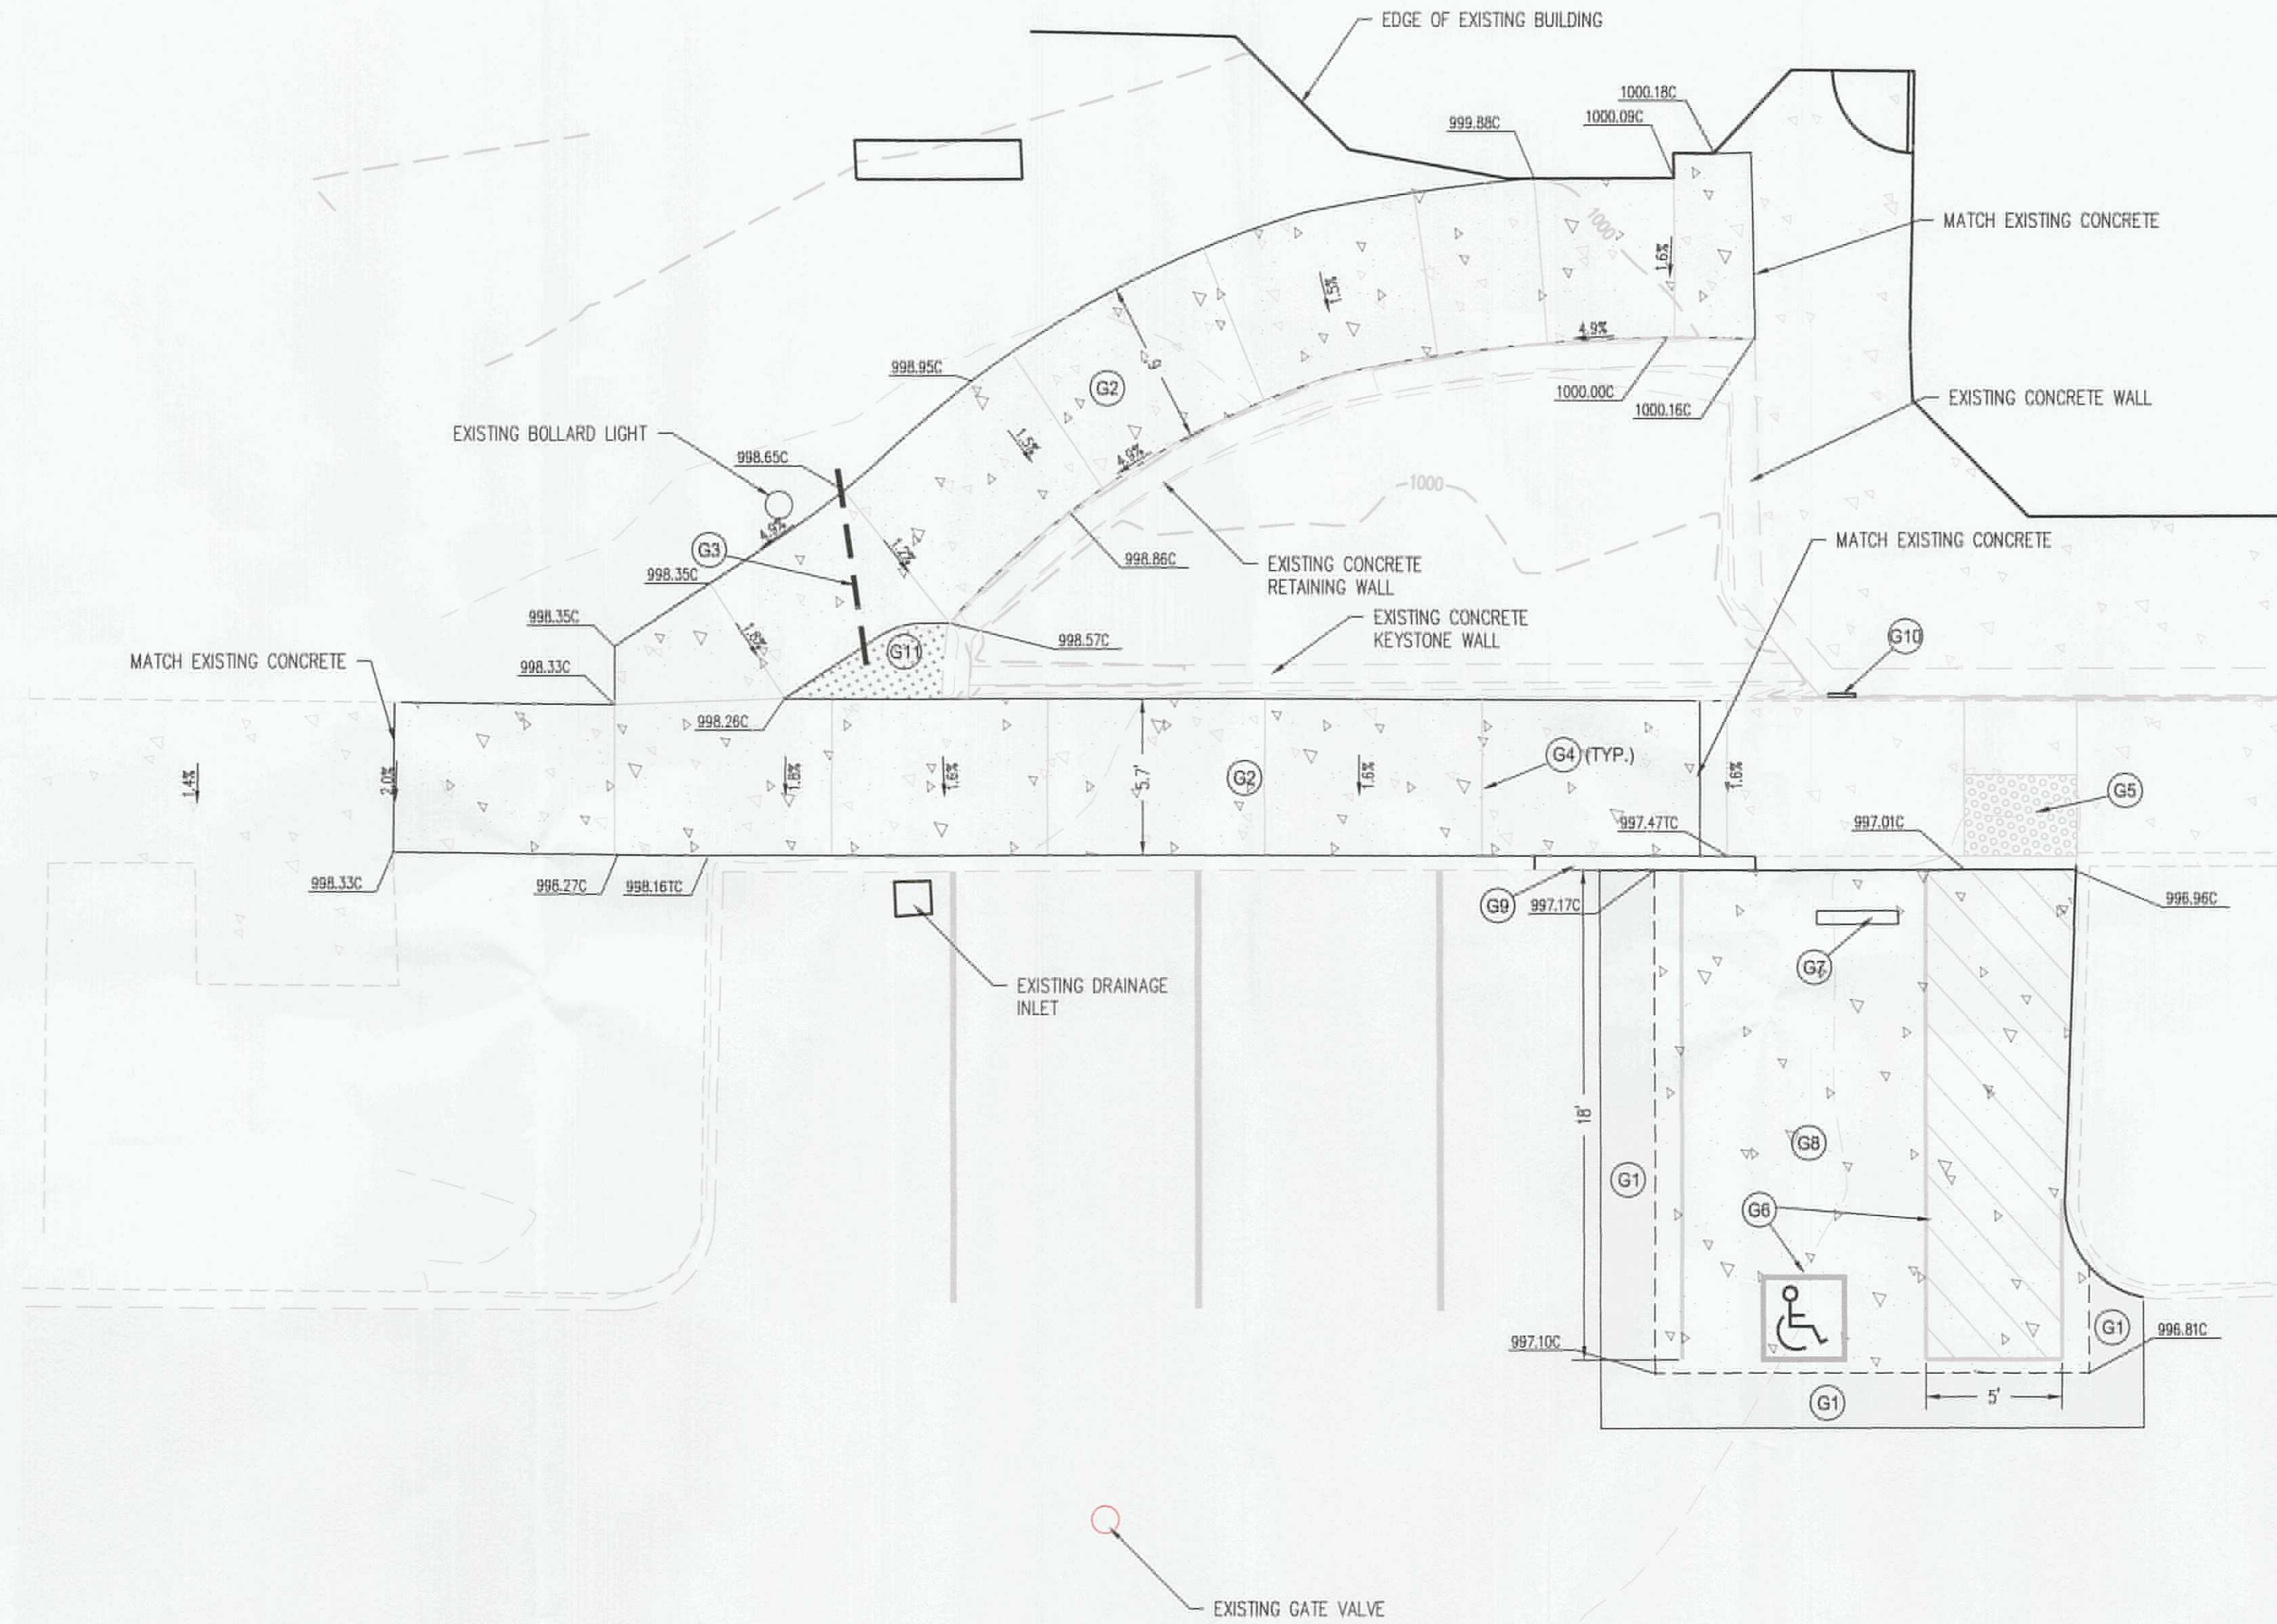 EDGE OF EXISTING BUILDING
1000.18C
1000.09C
999.88C
1000
MATCH EXISTING CONCRETE
1.6%
1.5%
4.9%
6'
998.95C
G2
1000.00C
1000.16C
EXISTING CONCRETE WALL
EXISTING BOLLARD LIGHT
998.65C
1.5%
4.9%
1000
4.9%
G3
1.2%
MATCH EXISTING CONCRETE
998.35C
998.86C
EXISTING CONCRETE
RETAINING WALL
998.35C
1.8%
G11
998.57C
EXISTING CONCRETE
KEYSTONE WALL
G10
MATCH EXISTING CONCRETE
998.33C
998.26C
1.4%
2.0%
1.8%
1.6%
5.7'
G2
1.6%
G4 (TYP.)
1.6%
G5
997.47TC
997.01C
998.33C
998.27C
998.16TC
G9
997.17C
996.96C
G7
EXISTING DRAINAGE
INLET
18'
G8
G1
G6
997.10C
G1
996.81C
5'
G1
EXISTING GATE VALVE